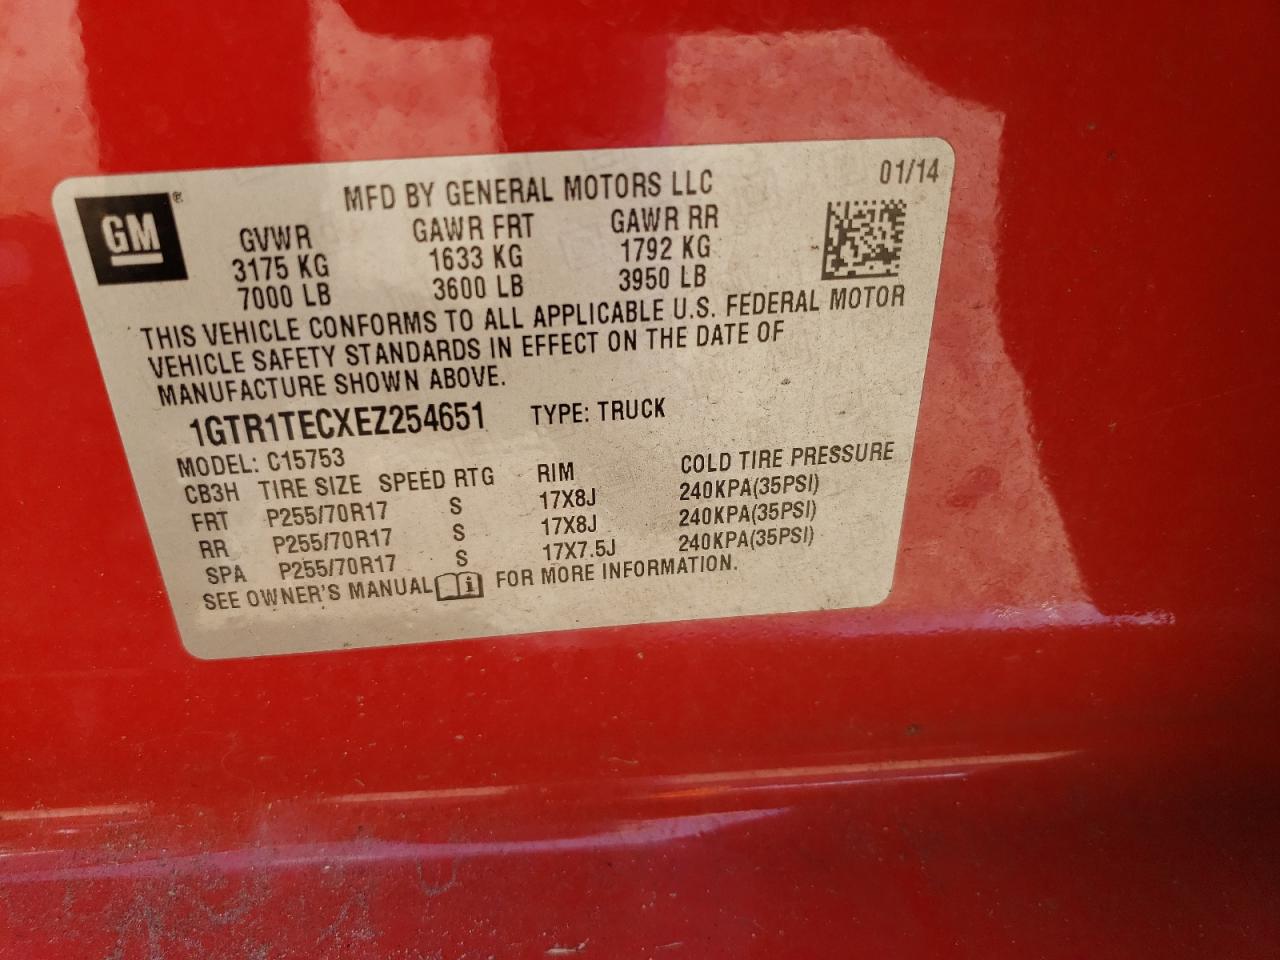 MFD BY GENERAL MOTORS LLC 01/14
GM ®
GVWR GAWR FRT GAWR RR
3175 KG 1633 KG 1792 KG
7000 LB 3600 LB 3950 LB
THIS VEHICLE CONFORMS TO ALL APPLICABLE U.S. FEDERAL MOTOR
VEHICLE SAFETY STANDARDS IN EFFECT ON THE DATE OF
MANUFACTURE SHOWN ABOVE.
1GTR1TECXEZ254651 TYPE: TRUCK
MODEL: C15753
CB3H TIRE SIZE SPEED RTG RIM COLD TIRE PRESSURE
FRT P255/70R17 S 17X8J 240KPA(35PSI)
RR P255/70R17 S 17X8J 240KPA(35PSI)
SPA P255/70R17 S 17X7.5J 240KPA(35PSI)
SEE OWNER'S MANUAL i FOR MORE INFORMATION.